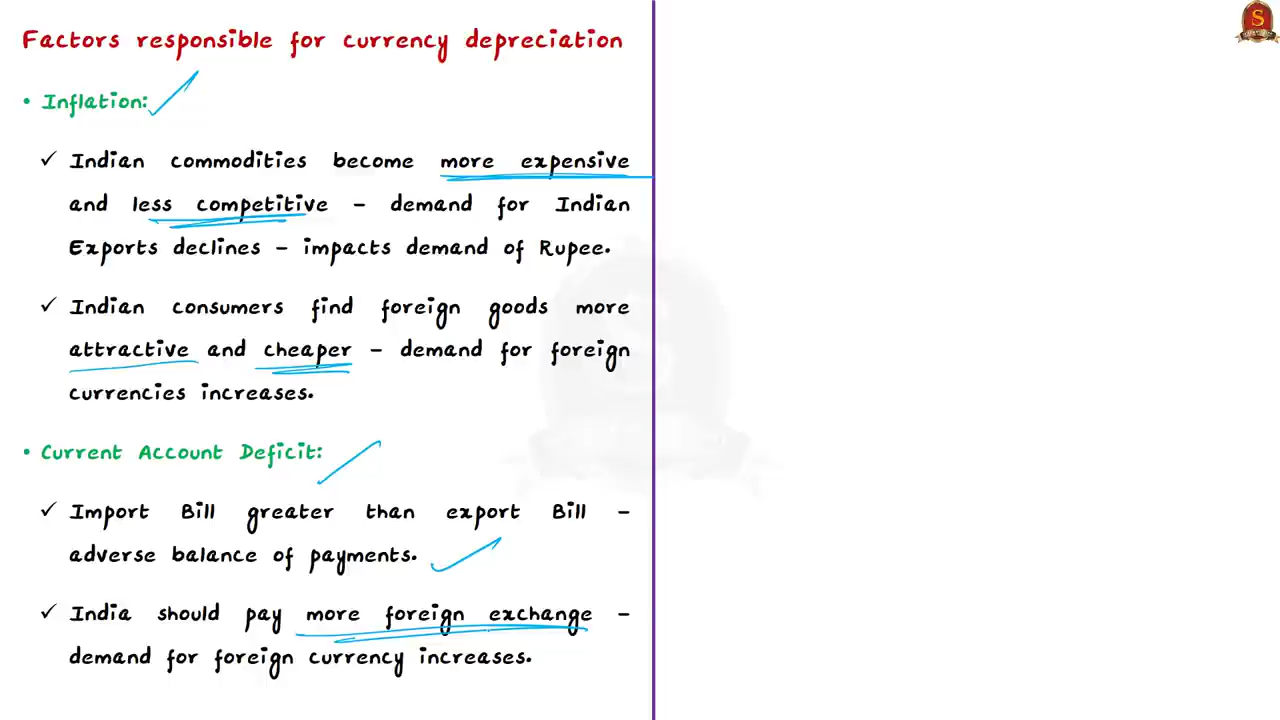 Factors responsible for currency depreciation
• Inflation:
✓ Indian commodities become more expensive
and less competitive – demand for Indian
Exports declines – impacts demand of Rupee.
✓ Indian consumers find foreign goods more
attractive and cheaper – demand for foreign
currencies increases.
• Current Account Deficit:
✓ Import Bill greater than export Bill –
adverse balance of payments.
✓ India should pay more foreign exchange –
demand for foreign currency increases.
S